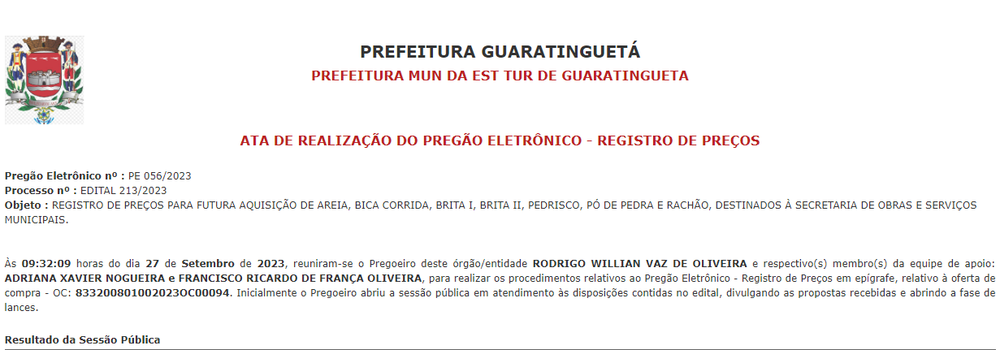 PREFEITURA GUARATINGUETÁ
PREFEITURA MUN DA EST TUR DE GUARATINGUETA
ATA DE REALIZAÇÃO DO PREGÃO ELETRÔNICO - REGISTRO DE PREÇOS
Pregão Eletrônico nº : PE 056/2023
Processo nº : EDITAL 213/2023
Objeto : REGISTRO DE PREÇOS PARA FUTURA AQUISIÇÃO DE AREIA, BICA CORRIDA, BRITA I, BRITA II, PEDRISCO, PÓ DE PEDRA E RACHÃO, DESTINADOS À SECRETARIA DE OBRAS E SERVIÇOS
MUNICIPAIS.
Às 09:32:09 horas do dia 27 de Setembro de 2023, reuniram-se o Pregoeiro deste órgão/entidade RODRIGO WILLIAN VAZ DE OLIVEIRA e respectivo(s) membro(s) da equipe de apoio:
ADRIANA XAVIER NOGUEIRA e FRANCISCO RICARDO DE FRANÇA OLIVEIRA, para realizar os procedimentos relativos ao Pregão Eletrônico - Registro de Preços em epígrafe, relativo à oferta de
compra - OC: 833200801002023OC00094. Inicialmente o Pregoeiro abriu a sessão pública em atendimento às disposições contidas no edital, divulgando as propostas recebidas e abrindo a fase de
lances.
Resultado da Sessão Pública